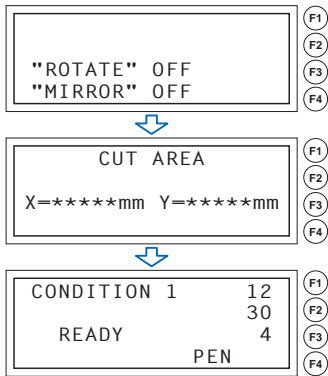 "ROTATE" OFF
"MIRROR" OFF
F1
F2
F3
F4
CUT AREA
X=*****mm Y=*****mm
F1
F2
F3
F4
CONDITION 1 12
30
READY 4
PEN
F1
F2
F3
F4